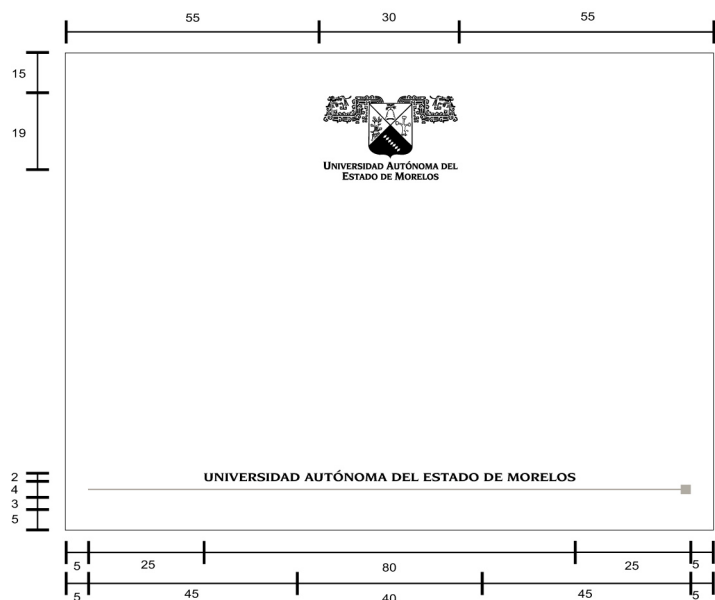 55 30 55
15
19
UNIVERSIDAD AUTÓNOMA DEL
ESTADO DE MORELOS
2
4
3
5
UNIVERSIDAD AUTÓNOMA DEL ESTADO DE MORELOS
5 25 80 25 5
5 45 40 45 5